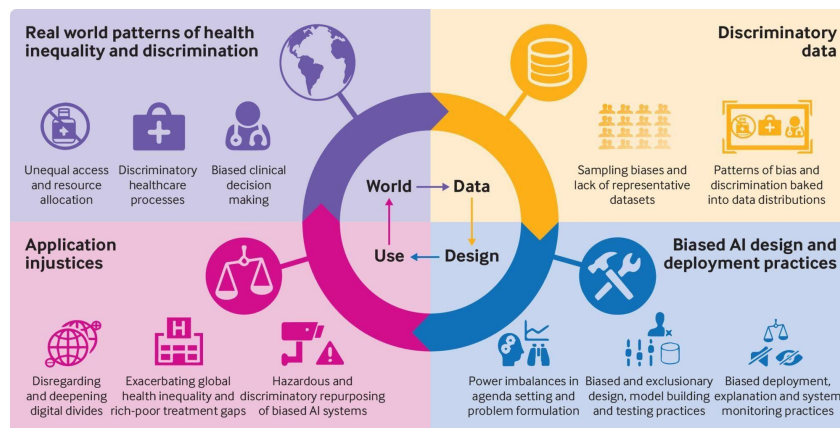 Real world patterns of health
inequality and discrimination
Unequal access
and resource
allocation
Discriminatory
healthcare
processes
Biased clinical
decision
making
Discriminatory
data
Sampling biases and
lack of representative
datasets
Patterns of bias and
discrimination baked
into data distributions
World
Data
Use
Design
Application
injustices
Disregarding
and deepening
digital divides
H
Exacerbating global
health inequality and
rich-poor treatment gaps
Hazardous and
discriminatory repurposing
of biased AI systems
Biased AI design and
deployment practices
Power imbalances in
agenda setting and
problem formulation
Biased and exclusionary
design, model building
and testing practices
Biased deployment,
explanation and system
monitoring practices